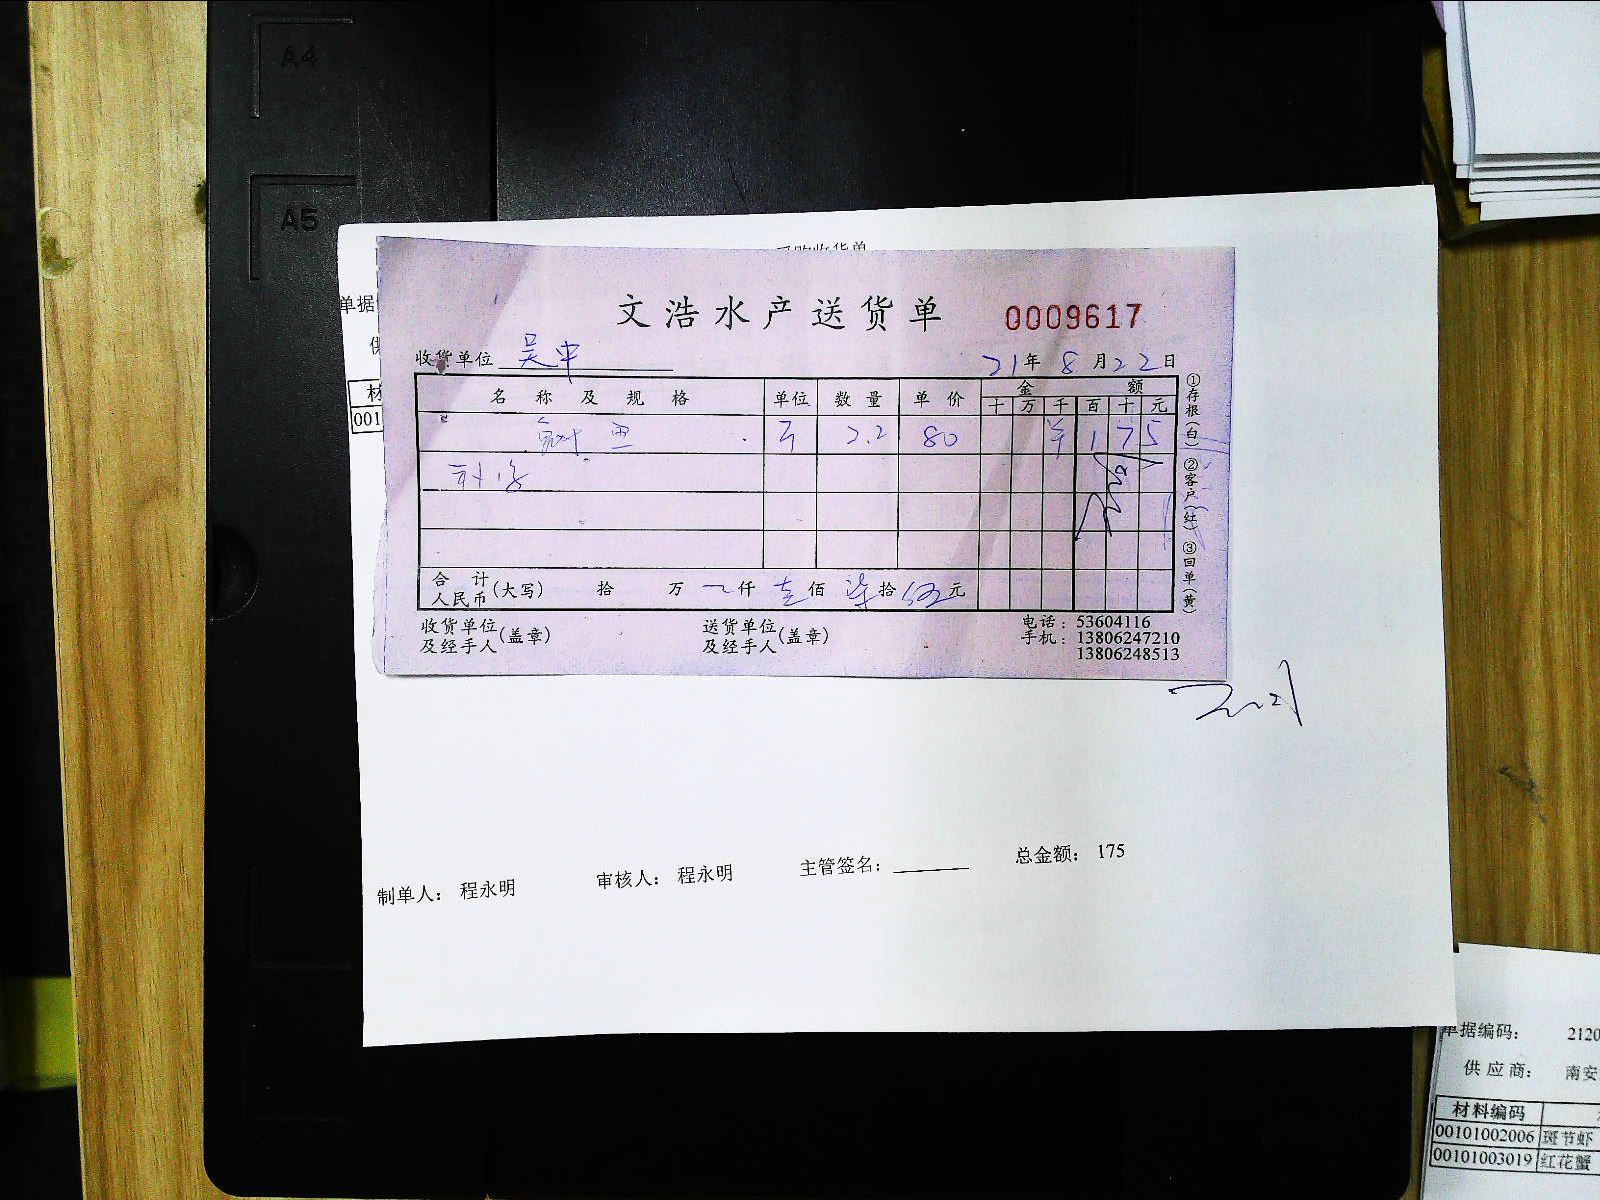 A4
A5
单据
供
材
001
文浩水产送货单 0009617
收货单位 吴中 21年8月22日
名称及规格 单位 数量 单价 金额
十 万 千 百 十 元
鱼 斤 2.2 80 ¥ 1 7 5
合计人民币(大写) 拾 万 仟 壹佰 柒拾 伍元
收货单位及经手人(盖章) 送货单位及经手人(盖章)
电话:53604116
手机:13806247210
13806248513
①存根(白) ②客户(红) ③回单(黄)
制单人: 程永明 审核人: 程永明 主管签名: 总金额: 175
单据编码: 2120
供应商: 南安
材料编码
00101002006 斑节虾
00101003019 红花蟹